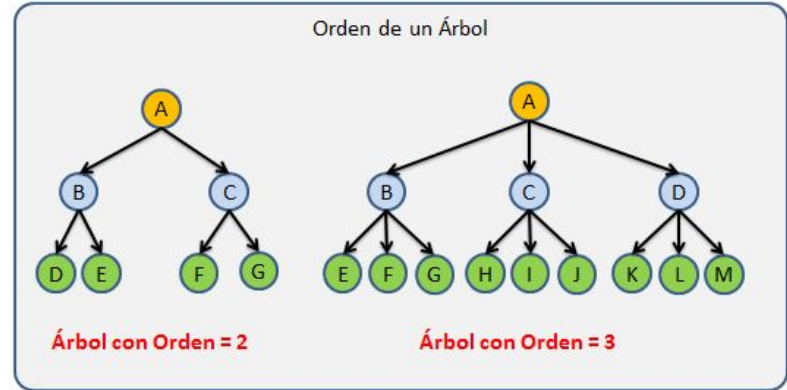 Orden de un Árbol
A
B C
D E F G
Árbol con Orden = 2
A
B C D
E F G H I J K L M
Árbol con Orden = 3